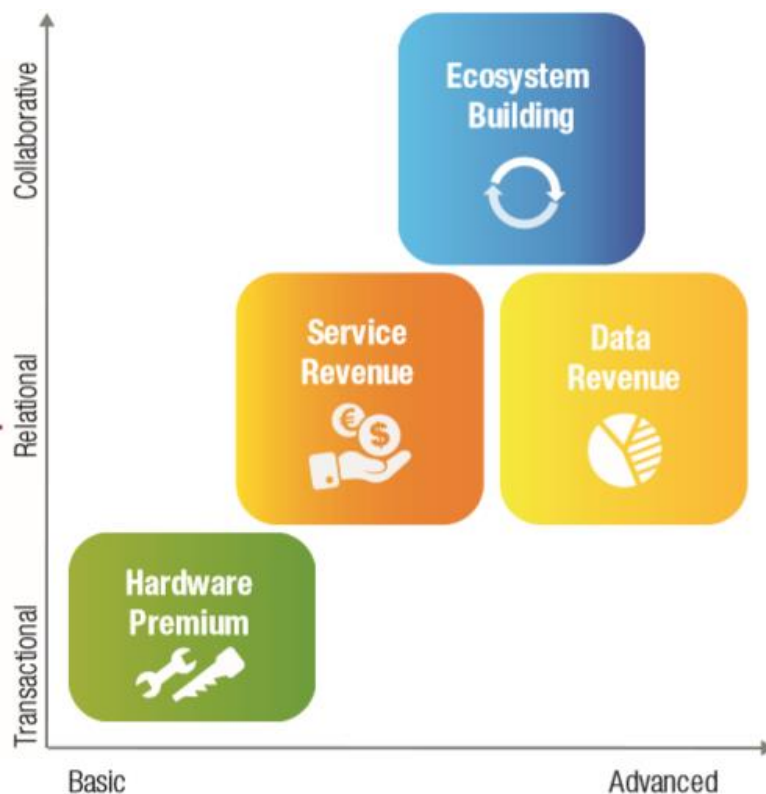 Collaborative
Relational
Transactional
Ecosystem
Building
Service
Revenue
€
$
Data
Revenue
Hardware
Premium
Basic
Advanced